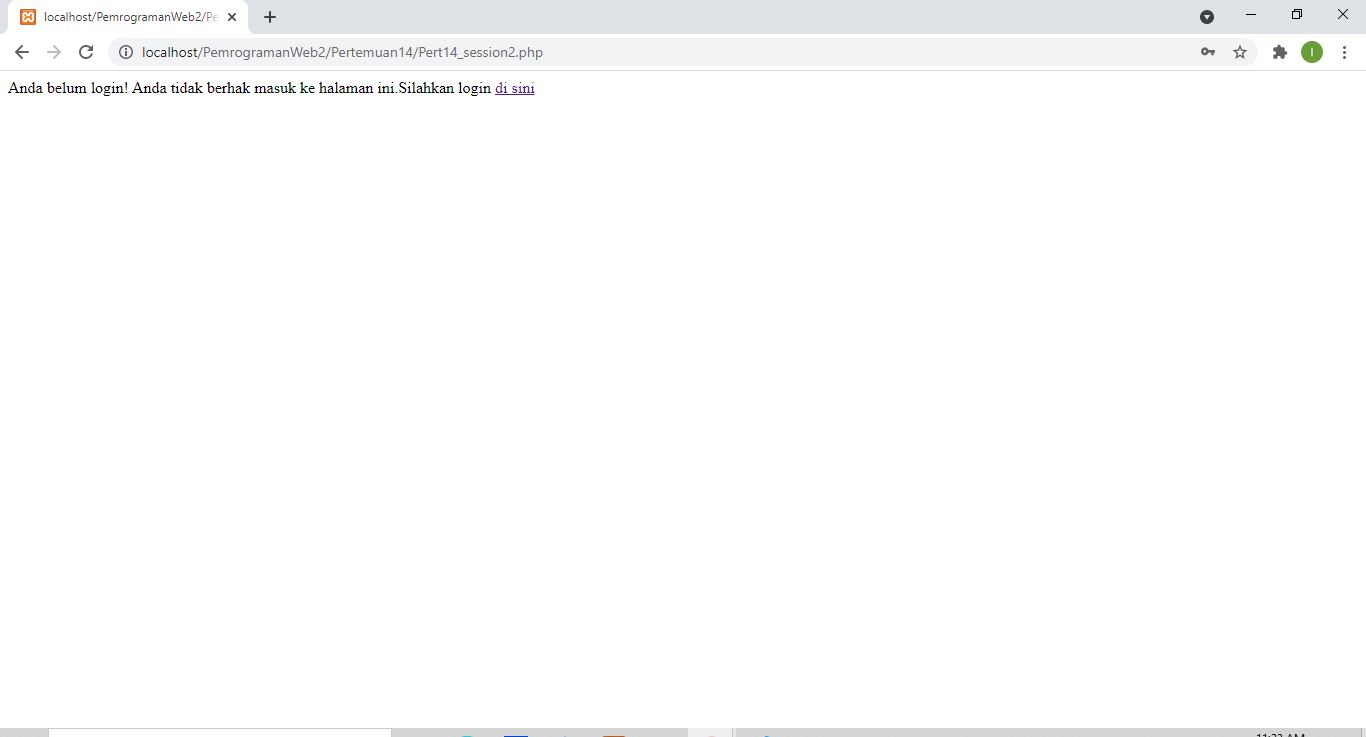 localhost/PemrogramanWeb2/Pe
localhost/PemrogramanWeb2/Pertemuan14/Pert14_session2.php
I
Anda belum login! Anda tidak berhak masuk ke halaman ini.Silahkan login di sini